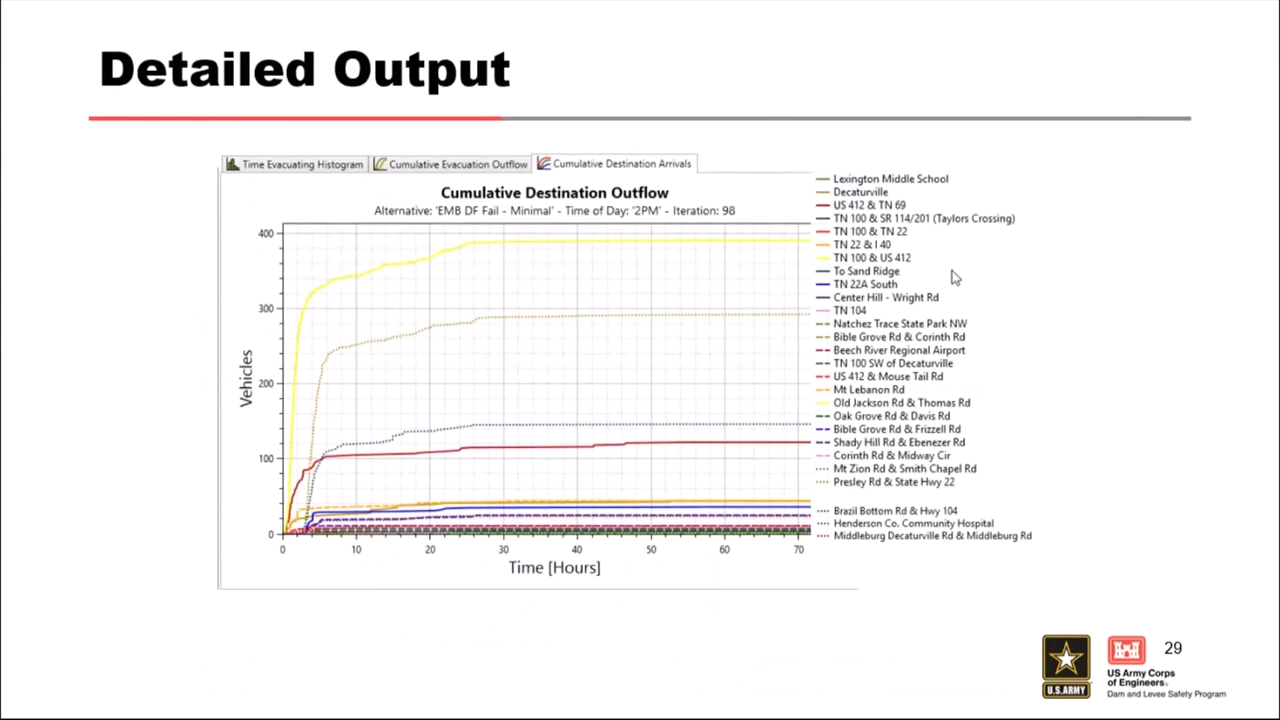 Detailed Output
Time Evacuating Histogram
Cumulative Evacuation Outflow
Cumulative Destination Arrivals
Cumulative Destination Outflow
Alternative: 'EMB DF Fail - Minimal' - Time of Day: '2PM' - Iteration: 98
Vehicles
400
300
200
100
0
0 10 20 30 40 50 60 70
Time [Hours]
Lexington Middle School
Decaturville
US 412 & TN 69
TN 100 & SR 114/201 (Taylors Crossing)
TN 100 & TN 22
TN 22 & I 40
TN 100 & US 412
To Sand Ridge
TN 22A South
Center Hill - Wright Rd
TN 104
Natchez Trace State Park NW
Bible Grove Rd & Corinth Rd
Beech River Regional Airport
TN 100 SW of Decaturville
US 412 & Mouse Tail Rd
Mt Lebanon Rd
Old Jackson Rd & Thomas Rd
Oak Grove Rd & Davis Rd
Bible Grove Rd & Frizzell Rd
Shady Hill Rd & Ebenezer Rd
Corinth Rd & Midway Cir
Mt Zion Rd & Smith Chapel Rd
Presley Rd & State Hwy 22
Brazil Bottom Rd & Hwy 104
Henderson Co. Community Hospital
Middleburg Decaturville Rd & Middleburg Rd
U.S.ARMY
US Army Corps
of Engineers®
Dam and Levee Safety Program
29